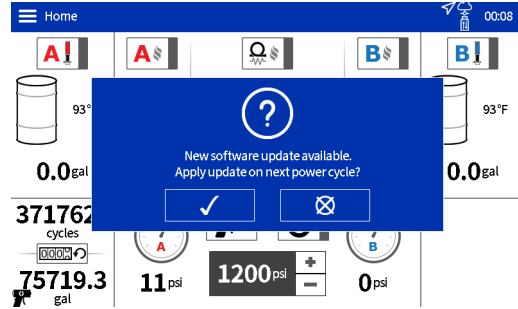 Home
00:08
A
A
B
B
93°
93°F
New software update available.
Apply update on next power cycle?
0.0gal
0.0gal
371762
cycles
000
A
B
75719.3
gal
11psi
1200psi
+
−
0psi